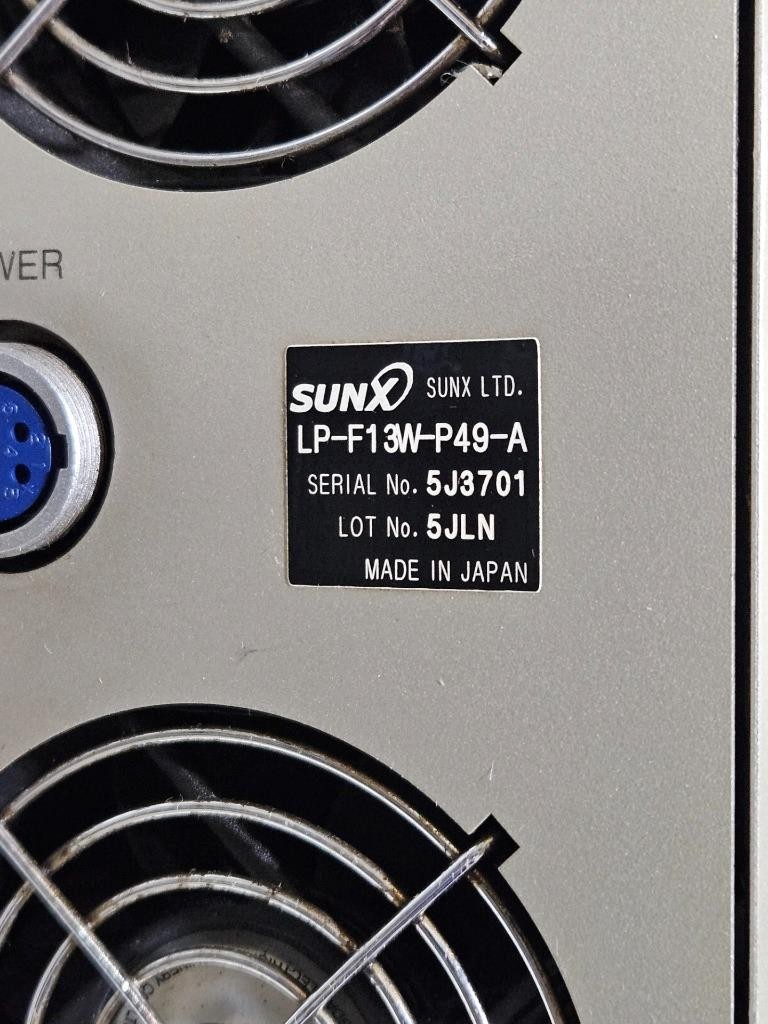 WER
SUNX SUNX LTD.
LP-F13W-P49-A
SERIAL No. 5J3701
LOT No. 5JLN
MADE IN JAPAN